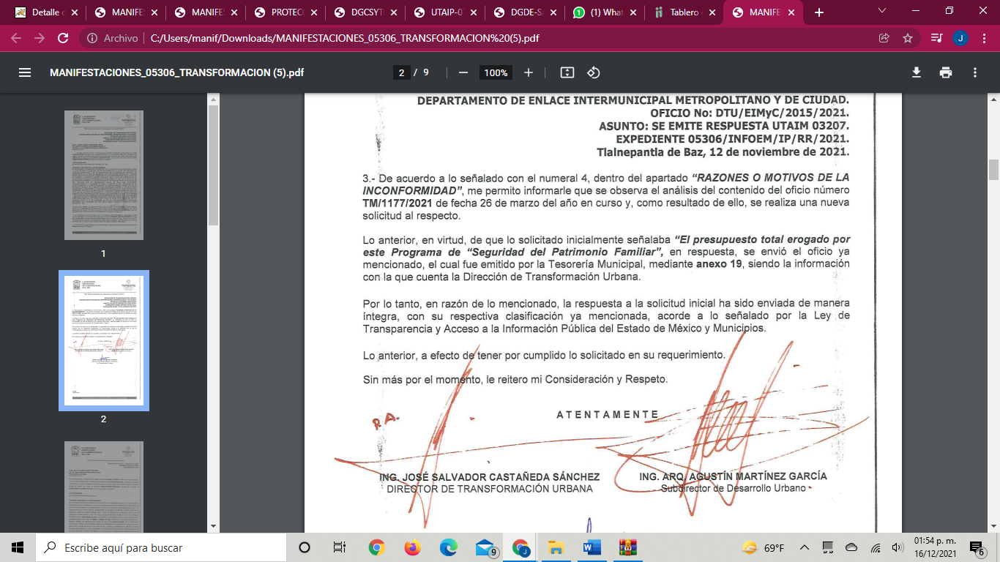 Detalle d
MANIFES
MANIFES
PROTECC
DGCSYT
UTAIP-0
DGDE-SA
(1) What
Tablero
MANIFES
Archivo | C:/Users/manif/Downloads/MANIFESTACIONES_05306_TRANSFORMACION%20(5).pdf
J
MANIFESTACIONES_05306_TRANSFORMACION (5).pdf
2 / 9
100%
1
2
DEPARTAMENTO DE ENLACE INTERMUNICIPAL METROPOLITANO Y DE CIUDAD.
OFICIO No: DTU/EIMyC/2015/2021.
ASUNTO: SE EMITE RESPUESTA UTAIM 03207.
EXPEDIENTE 05306/INFOEM/IP/RR/2021.
Tlalnepantla de Baz, 12 de noviembre de 2021.
3.- De acuerdo a lo señalado con el numeral 4, dentro del apartado “RAZONES O MOTIVOS DE LA
INCONFORMIDAD”, me permito informarle que se observa el análisis del contenido del oficio número
TM/1177/2021 de fecha 26 de marzo del año en curso y, como resultado de ello, se realiza una nueva
solicitud al respecto.
Lo anterior, en virtud, de que lo solicitado inicialmente señalaba “El presupuesto total erogado por
este Programa de “Seguridad del Patrimonio Familiar”, en respuesta, se envió el oficio ya
mencionado, el cual fue emitido por la Tesorería Municipal, mediante anexo 19, siendo la información
con la que cuenta la Dirección de Transformación Urbana.
Por lo tanto, en razón de lo mencionado, la respuesta a la solicitud inicial ha sido enviada de manera
íntegra, con su respectiva clasificación ya mencionada, acorde a lo señalado por la Ley de
Transparencia y Acceso a la Información Pública del Estado de México y Municipios.
Lo anterior, a efecto de tener por cumplido lo solicitado en su requerimiento.
Sin más por el momento, le reitero mi Consideración y Respeto.
A T E N T A M E N T E
P.A.
ING. JOSÉ SALVADOR CASTAÑEDA SÁNCHEZ
DIRECTOR DE TRANSFORMACIÓN URBANA
ING. ARQ. AGUSTÍN MARTÍNEZ GARCÍA
Subdirector de Desarrollo Urbano
Escribe aquí para buscar
9
J
69°F
01:54 p. m.
16/12/2021
6